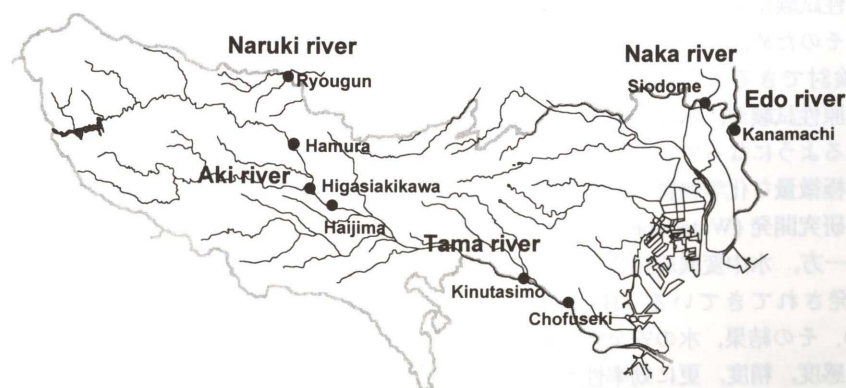 Naruki river
Ryougun
Hamura
Aki river
Higasiakikawa
Haijima
Tama river
Kinutasimo
Chofuseki
Naka river
Siodome
Edo river
Kanamachi